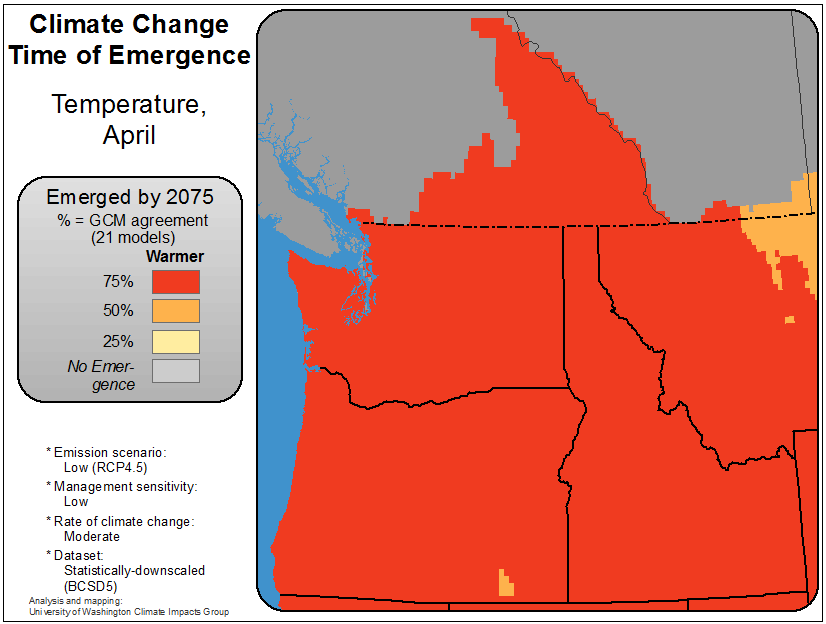 Climate Change
Time of Emergence
Temperature,
April
Emerged by 2075
% = GCM agreement
(21 models)
Warmer
75%
50%
25%
No Emer-
gence
* Emission scenario:
Low (RCP4.5)
* Management sensitivity:
Low
* Rate of climate change:
Moderate
* Dataset:
Statistically-downscaled
(BCSD5)
Analysis and mapping:
University of Washington Climate Impacts Group